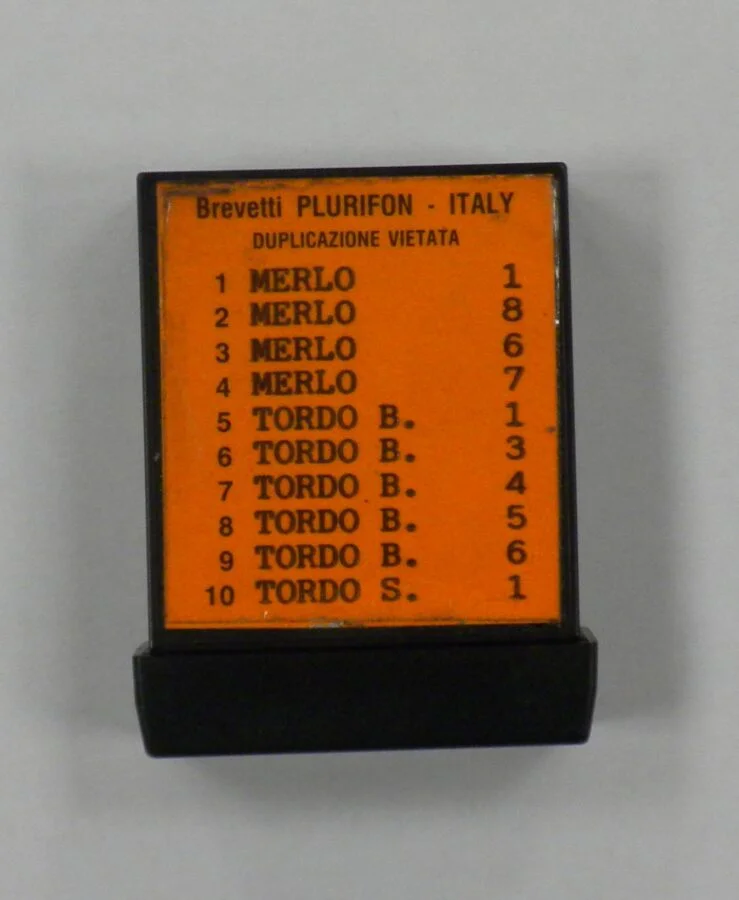 Brevetti PLURIFON - ITALY
DUPLICAZIONE VIETATA
1 MERLO 1
2 MERLO 8
3 MERLO 6
4 MERLO 7
5 TORDO B. 1
6 TORDO B. 3
7 TORDO B. 4
8 TORDO B. 5
9 TORDO B. 6
10 TORDO S. 1